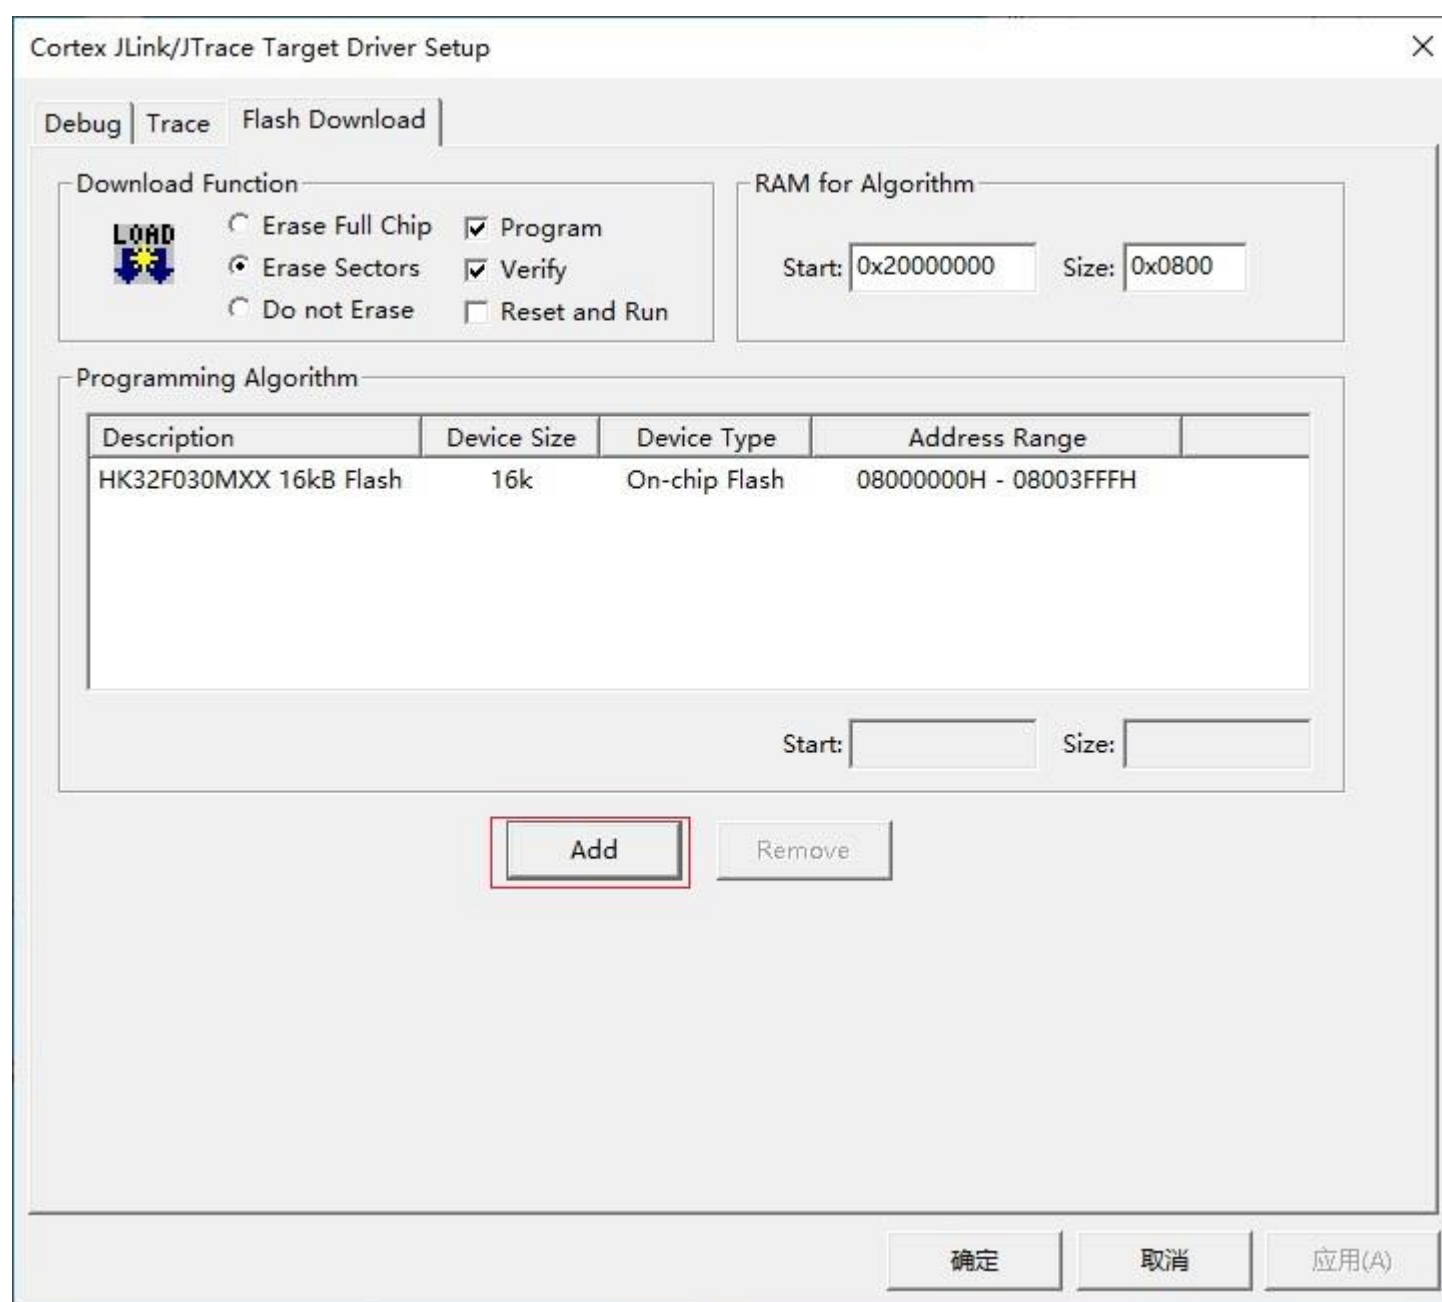 Cortex JLink/JTrace Target Driver Setup
Debug Trace Flash Download
Download Function
LOAD
Erase Full Chip
Erase Sectors
Do not Erase
Program
Verify
Reset and Run
RAM for Algorithm
Start: 0x20000000 Size: 0x0800
Programming Algorithm
Description Device Size Device Type Address Range
HK32F030MXX 16kB Flash 16k On-chip Flash 08000000H - 08003FFFH
Start: Size:
Add Remove
确定 取消 应用(A)